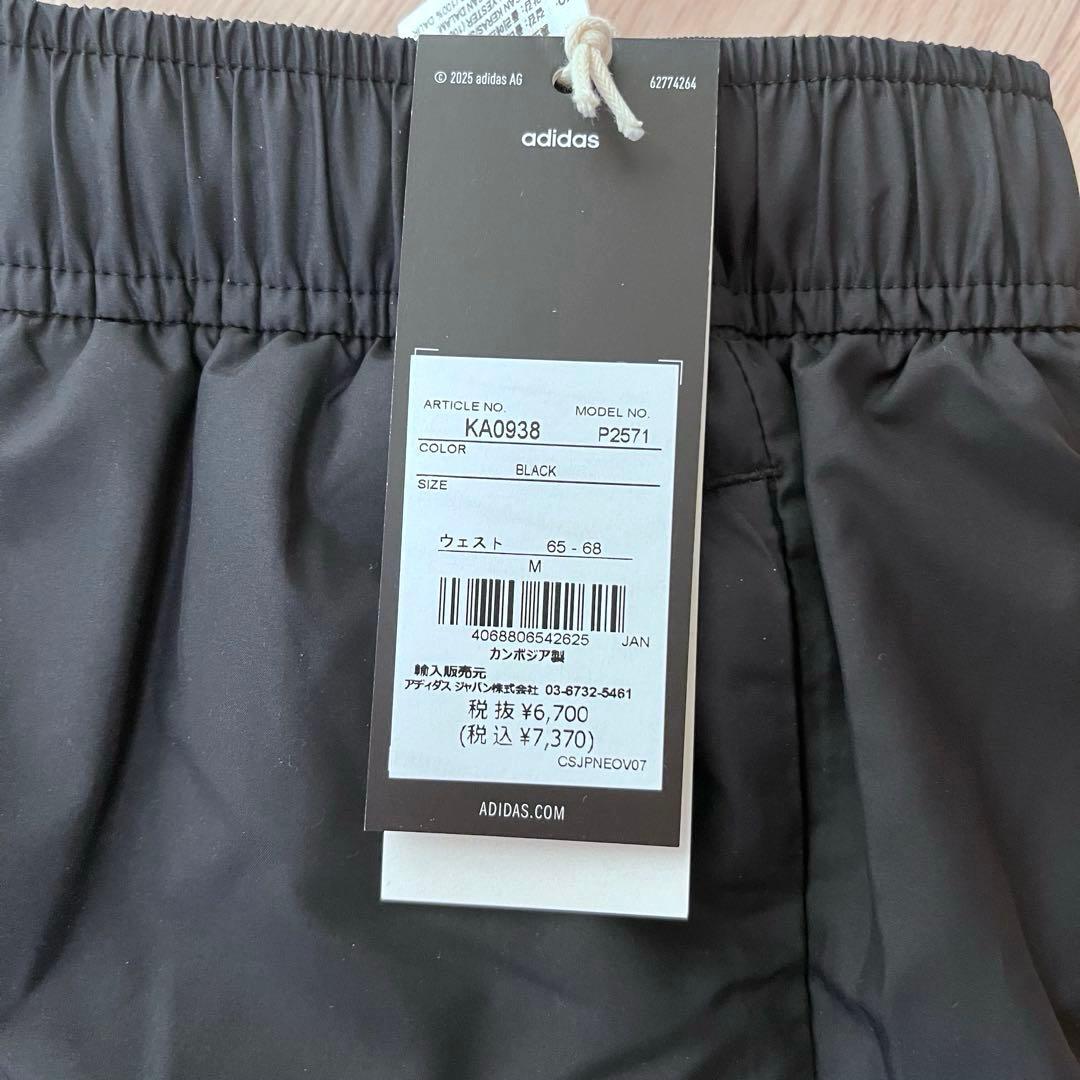 © 2025 adidas AG
62774264
adidas
ARTICLE NO.
MODEL NO.
KA0938
P2571
COLOR
BLACK
SIZE
ウェスト 65 - 68
M
4068806542625 JAN
カンボジア製
輸入販売元
アディダス ジャパン株式会社 03-6732-5461
税抜 ¥6,700
(税込 ¥7,370)
CSJPNEOV07
ADIDAS.COM